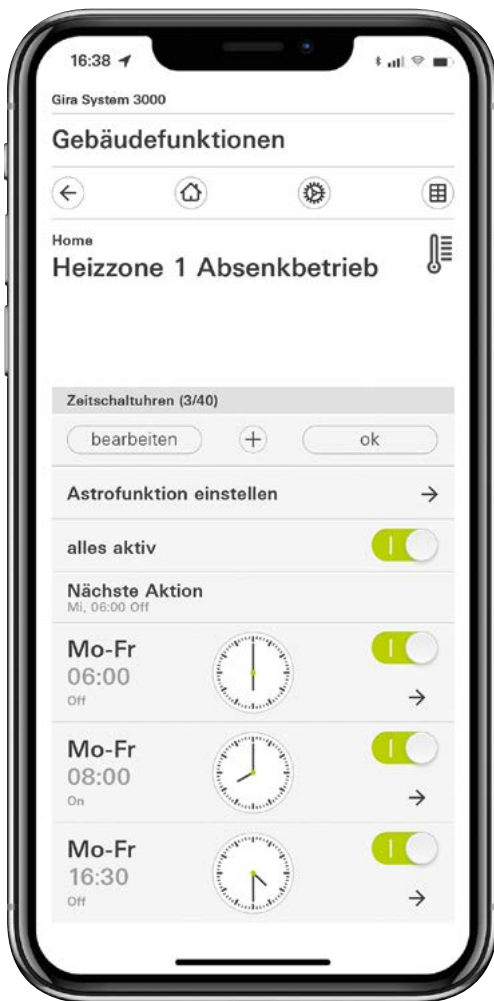 16:38
Gira System 3000
Gebäudefunktionen
Home
Heizzone 1 Absenkbetrieb
Zeitschaltuhren (3/40)
bearbeiten + ok
Astrofunktion einstellen
alles aktiv
Nächste Aktion
Mi, 06:00 Off
Mo-Fr
06:00
Off
Mo-Fr
08:00
On
Mo-Fr
16:30
Off